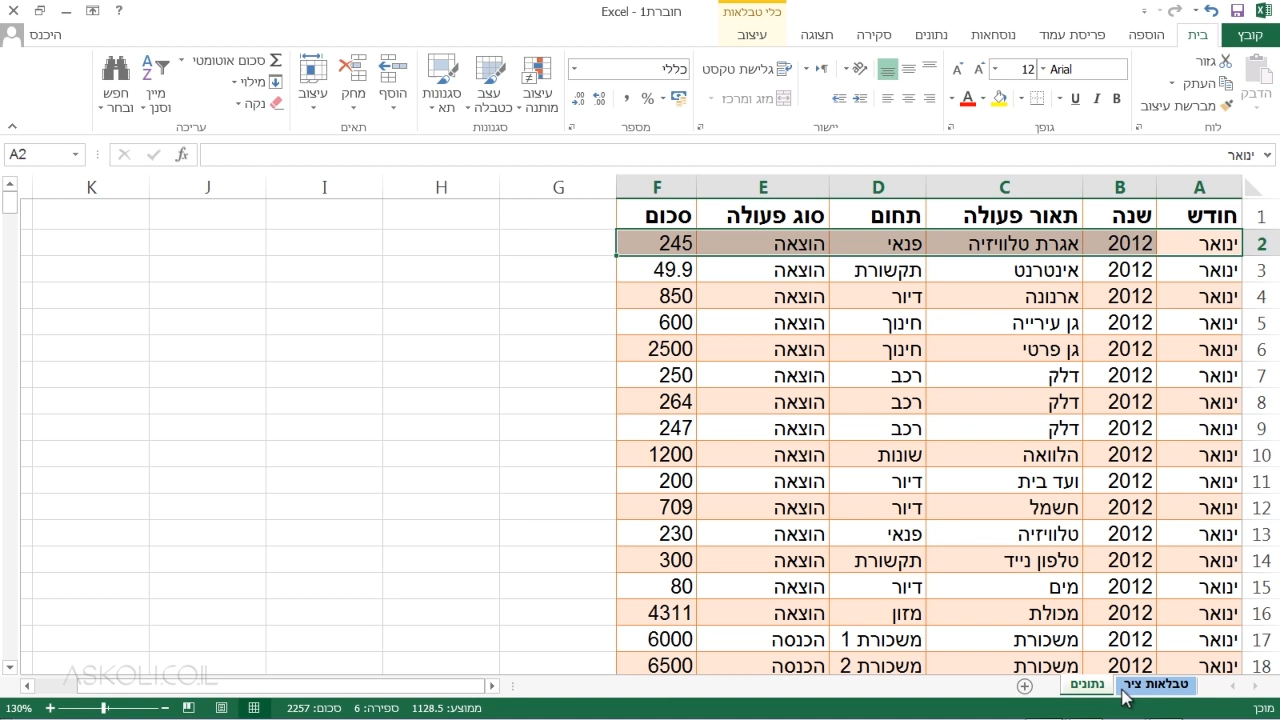 חוברת1 - Excel
כלי טבלאות
קובץ בית הוספה פריסת עמוד נוסחאות נתונים סקירה תצוגה עיצוב היכנס
הדבק גזור העתק מברשת עיצוב
Arial 12
B I U
גלישת טקסט מזג ומרכז
כללי
עיצוב מותנה עצב כטבלה סגנונות תא
הוסף מחק עיצוב
סכום אוטומטי מילוי נקה
מיין וסנן חפש ובחר
לוח גופן יישור מספר סגנונות תאים עריכה
A2 fx ינואר
A B C D E F G H I J K
1 חודש שנה תאור פעולה תחום סוג פעולה סכום
2 ינואר 2012 אגרת טלוויזיה פנאי הוצאה 245
3 ינואר 2012 אינטרנט תקשורת הוצאה 49.9
4 ינואר 2012 ארנונה דיור הוצאה 850
5 ינואר 2012 גן עירייה חינוך הוצאה 600
6 ינואר 2012 גן פרטי חינוך הוצאה 2500
7 ינואר 2012 דלק רכב הוצאה 250
8 ינואר 2012 דלק רכב הוצאה 264
9 ינואר 2012 דלק רכב הוצאה 247
10 ינואר 2012 הלוואה שונות הוצאה 1200
11 ינואר 2012 ועד בית דיור הוצאה 200
12 ינואר 2012 חשמל דיור הוצאה 709
13 ינואר 2012 טלוויזיה פנאי הוצאה 230
14 ינואר 2012 טלפון נייד תקשורת הוצאה 300
15 ינואר 2012 מים דיור הוצאה 80
16 ינואר 2012 מכולת מזון הוצאה 4311
17 ינואר 2012 משכורת משכורת 1 הכנסה 6000
18 ינואר 2012 משכורת משכורת 2 הכנסה 6500
ASKOLI.CO.IL
טבלאות ציר נתונים
מוכן ממוצע: 1128.5 ספירה: 6 סכום: 2257 130%